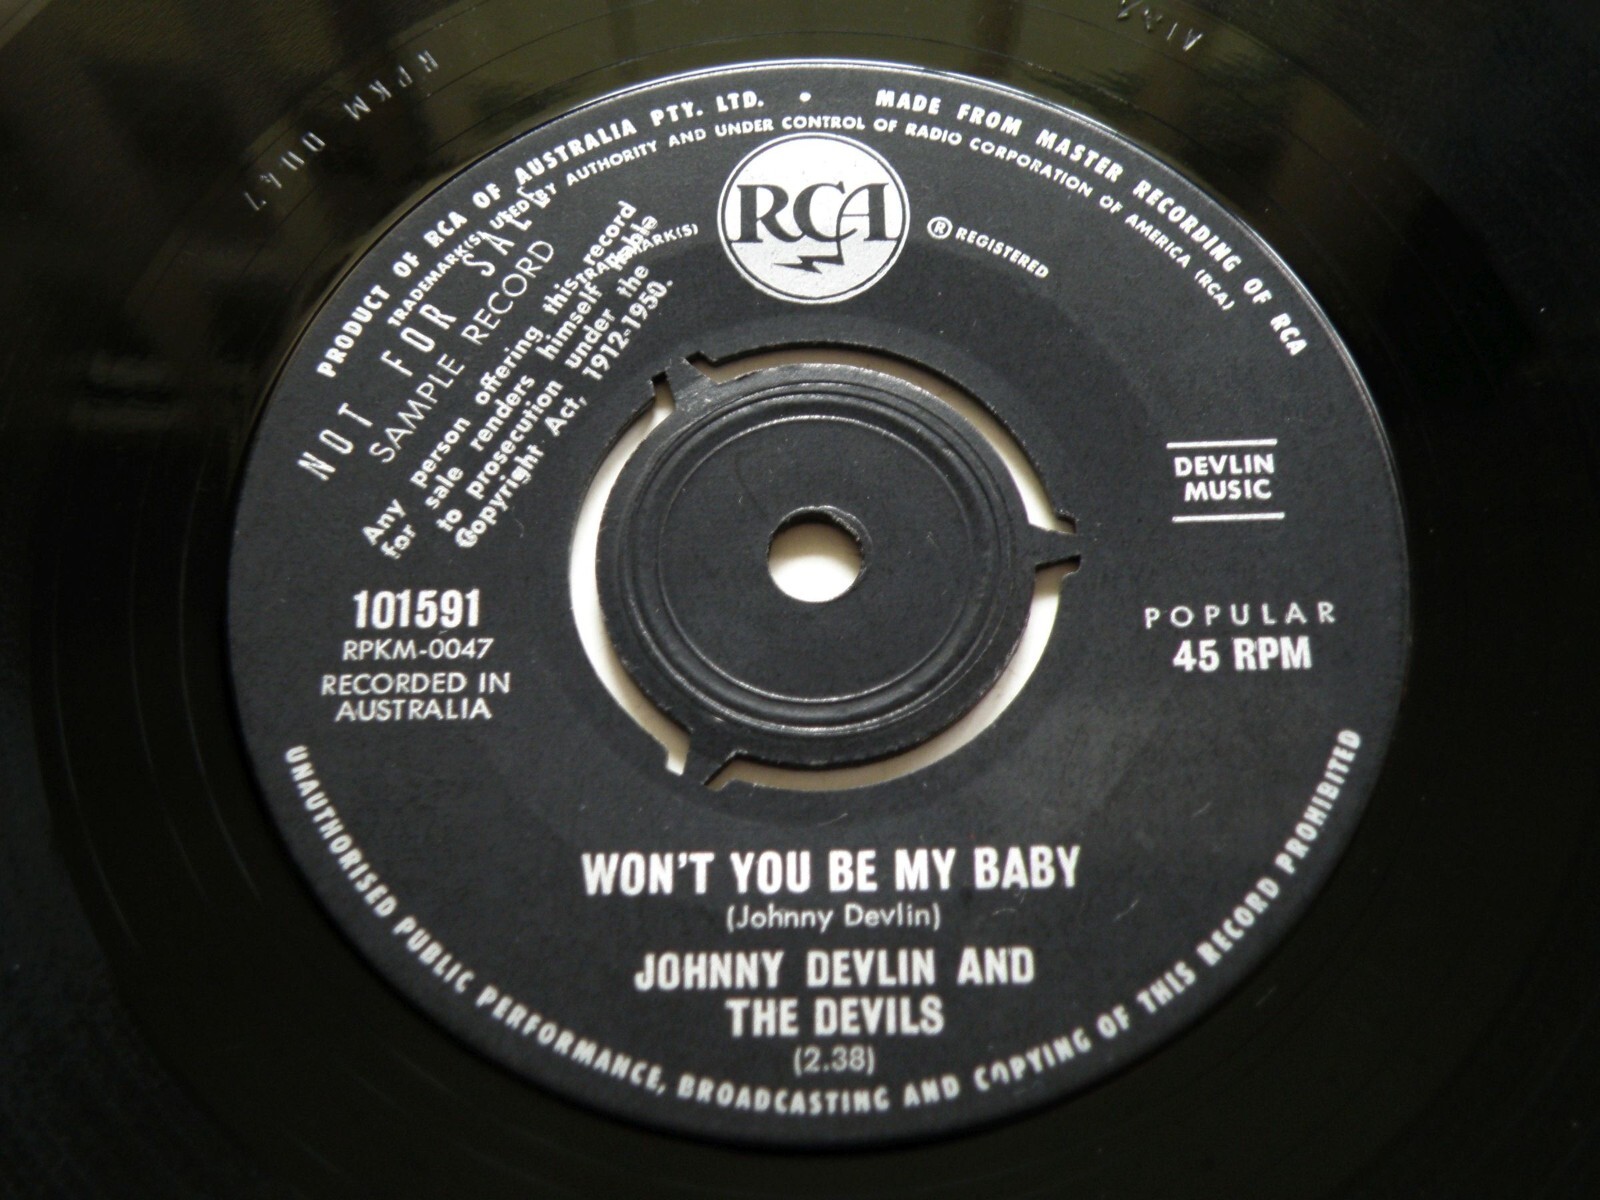 PRODUCT OF RCA OF AUSTRALIA PTY. LTD. • MADE FROM MASTER RECORDING OF RCA
TRADEMARK(S) USED BY AUTHORITY AND UNDER CONTROL OF RADIO CORPORATION OF AMERICA (RCA)
RCA
TRADEMARK(S)
® REGISTERED
NOT FOR SALE
SAMPLE RECORD
Any person offering this record
for sale renders himself liable
to prosecution under the
Copyright Act, 1912-1950.
DEVLIN
MUSIC
101591
RPKM-0047
RECORDED IN
AUSTRALIA
POPULAR
45 RPM
WON'T YOU BE MY BABY
(Johnny Devlin)
JOHNNY DEVLIN AND
THE DEVILS
(2.38)
UNAUTHORISED PUBLIC PERFORMANCE, BROADCASTING AND COPYING OF THIS RECORD PROHIBITED
RPKM 0047